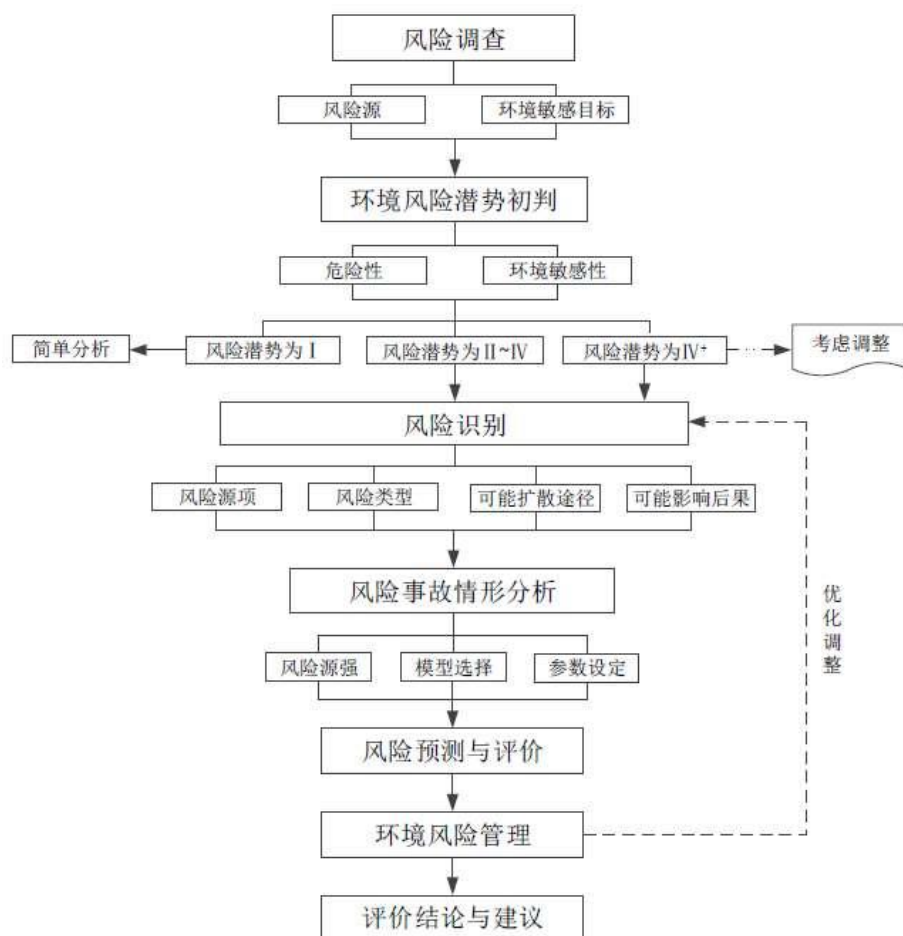 风险调查
风险源
环境敏感目标
环境风险潜势初判
危险性
环境敏感性
简单分析
风险潜势为Ⅰ
风险潜势为Ⅱ~Ⅳ
风险潜势为Ⅳ+
...
考虑调整
风险识别
风险源项
风险类型
可能扩散途径
可能影响后果
风险事故情形分析
风险源强
模型选择
参数设定
优化调整
风险预测与评价
环境风险管理
评价结论与建议